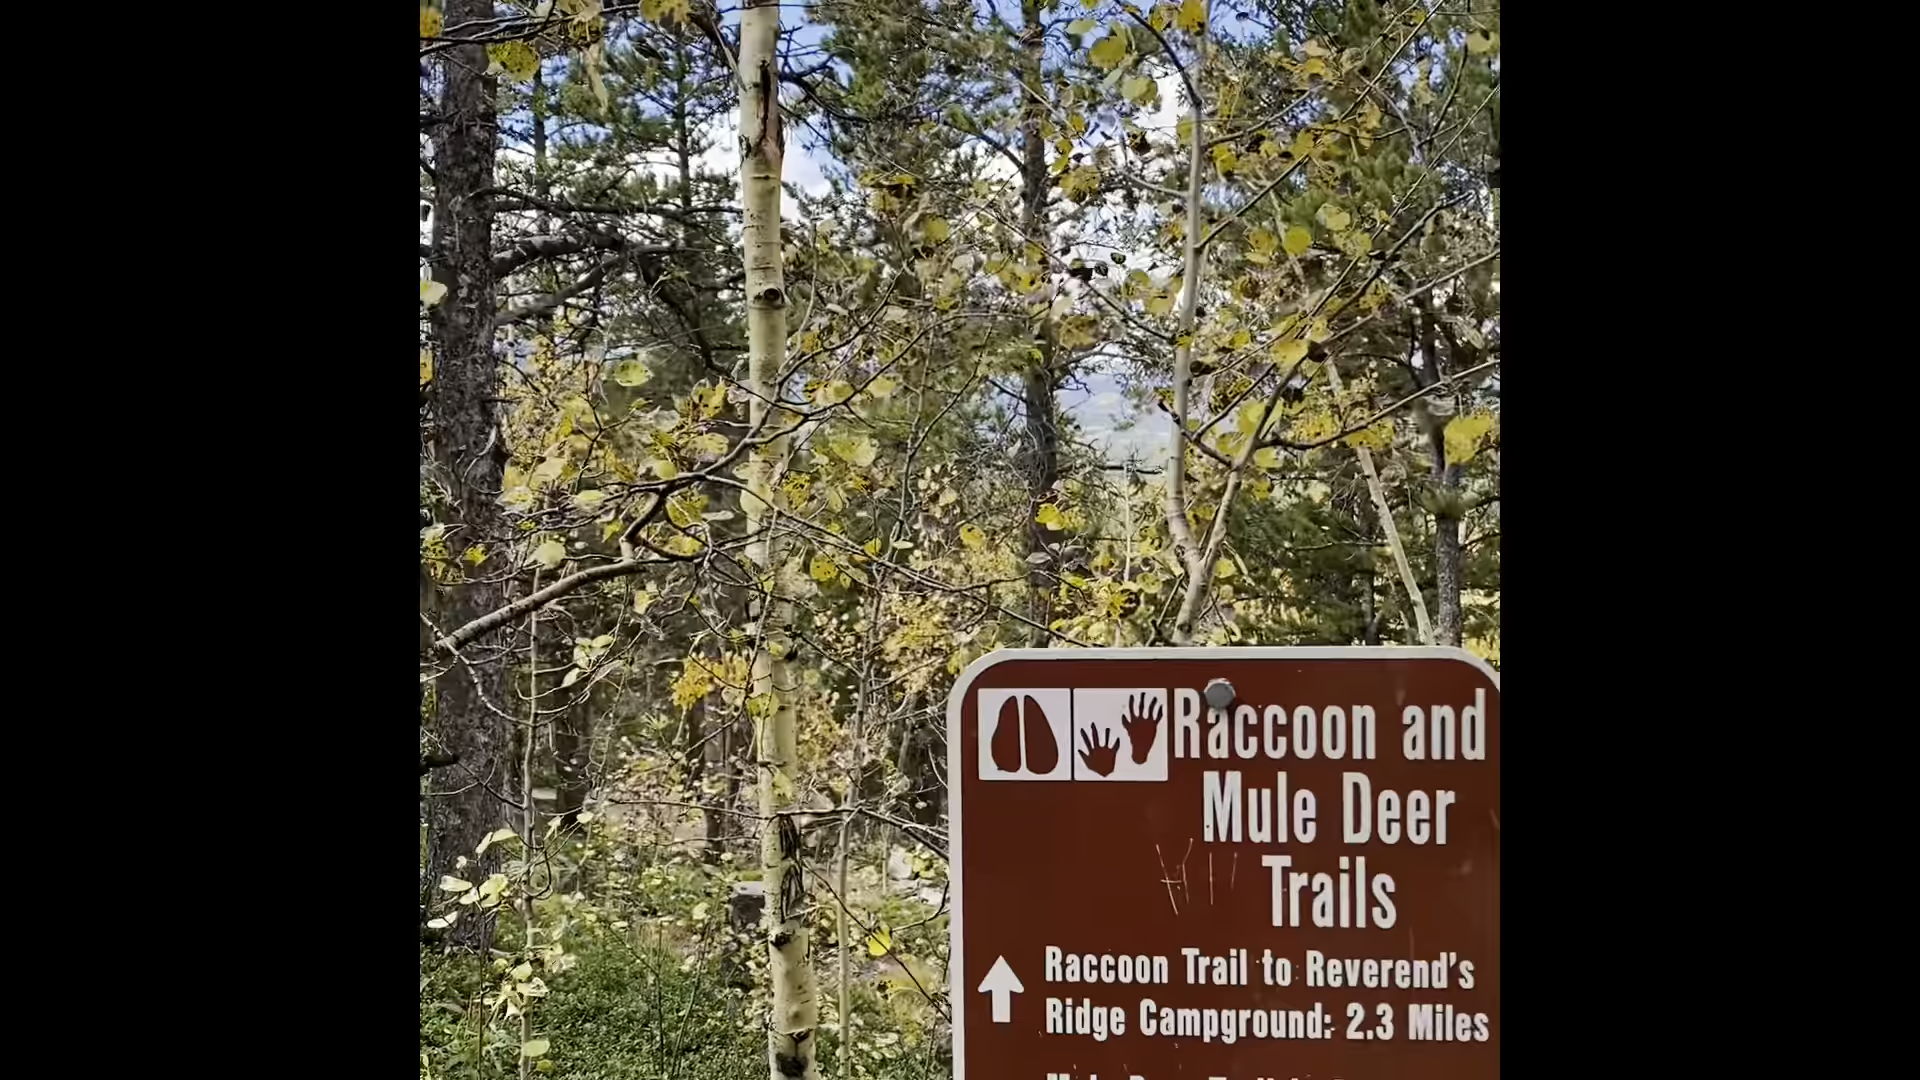 Raccoon and
Mule Deer
Trails
Raccoon Trail to Reverend's
Ridge Campground: 2.3 Miles